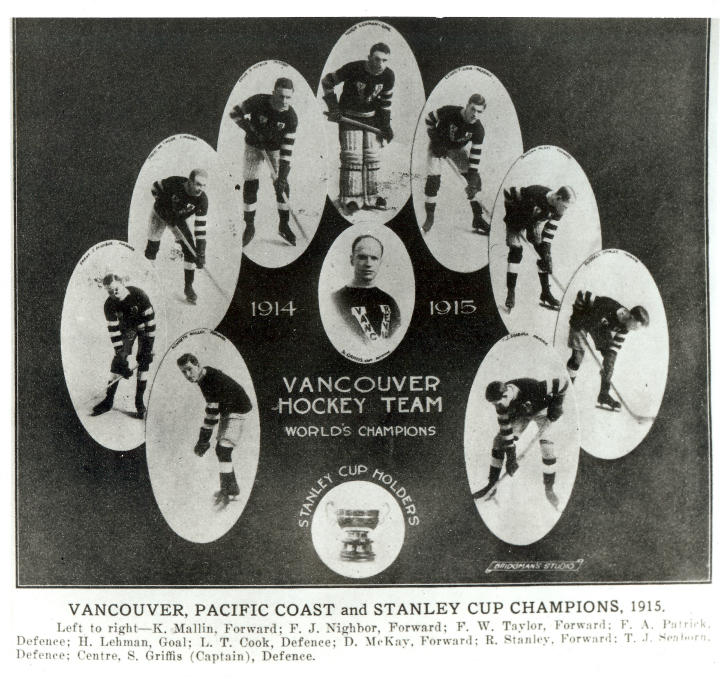 1914 1915
VANCOUVER
HOCKEY TEAM
WORLD'S CHAMPIONS
STANLEY CUP HOLDERS
BRIDGMAN'S STUDIO
VANCOUVER, PACIFIC COAST and STANLEY CUP CHAMPIONS, 1915.
Left to right—K. Mallin, Forward; F. J. Nighbor, Forward; F. W. Taylor, Forward; F. A. Patrick,
Defence; H. Lehman, Goal; L. T. Cook, Defence; D. McKay, Forward; R. Stanley, Forward; T. J. Seaborn,
Defence; Centre, S. Griffis (Captain), Defence.